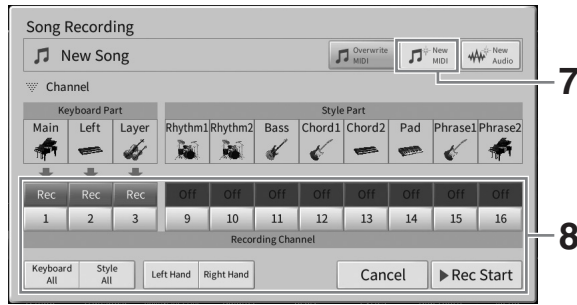 Song Recording
New Song
Overwrite MIDI
New MIDI
New Audio
7
Channel
Keyboard Part
Style Part
Main Left Layer Rhythm1 Rhythm2 Bass Chord1 Chord2 Pad Phrase1 Phrase2
Rec Rec Rec Off Off Off Off Off Off Off Off
1 2 3 9 10 11 12 13 14 15 16
8
Recording Channel
Keyboard All
Style All
Left Hand Right Hand Cancel Rec Start